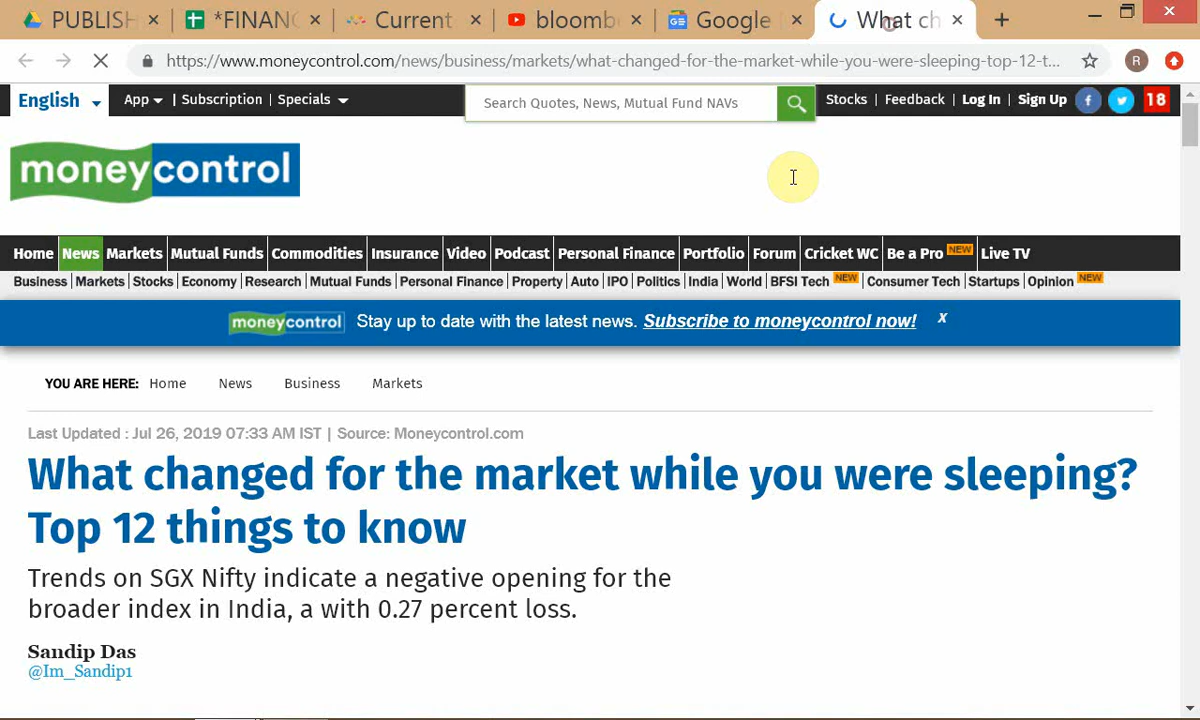 PUBLISH *FINANC Current bloomb Google What ch
https://www.moneycontrol.com/news/business/markets/what-changed-for-the-market-while-you-were-sleeping-top-12-t... R
English App | Subscription | Specials Search Quotes, News, Mutual Fund NAVs Stocks | Feedback | Log In | Sign Up f 18
moneycontrol
Home News Markets Mutual Funds Commodities Insurance Video Podcast Personal Finance Portfolio Forum Cricket WC Be a Pro NEW Live TV
Business | Markets | Stocks | Economy | Research | Mutual Funds | Personal Finance | Property | Auto | IPO | Politics | India | World | BFSI Tech NEW | Consumer Tech | Startups | Opinion NEW
moneycontrol Stay up to date with the latest news. Subscribe to moneycontrol now! X
YOU ARE HERE: Home News Business Markets
Last Updated : Jul 26, 2019 07:33 AM IST | Source: Moneycontrol.com
What changed for the market while you were sleeping?
Top 12 things to know
Trends on SGX Nifty indicate a negative opening for the
broader index in India, a with 0.27 percent loss.
Sandip Das
@Im_Sandip1